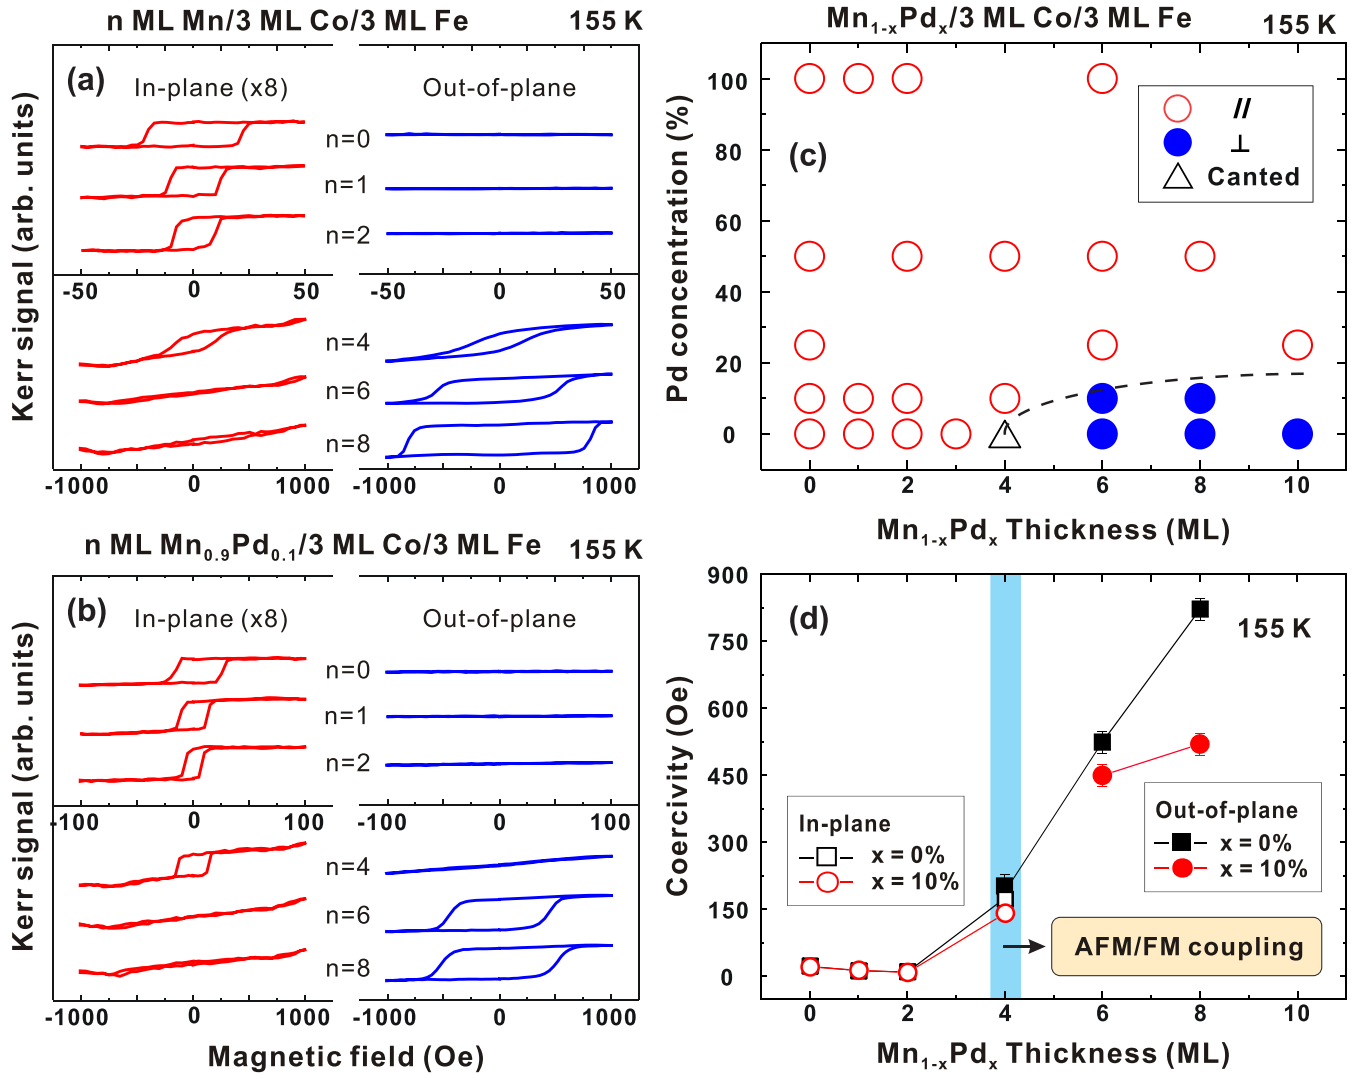 n ML Mn/3 ML Co/3 ML Fe 155 K
(a)
In-plane (x8) Out-of-plane
Kerr signal (arb. units)
n=0
n=1
n=2
-50 0 50 -50 0 50
n=4
n=6
n=8
-1000 0 1000 0 1000
n ML Mn0.9Pd0.1/3 ML Co/3 ML Fe 155 K
(b)
In-plane (x8) Out-of-plane
Kerr signal (arb. units)
n=0
n=1
n=2
-100 0 100 -100 0 100
n=4
n=6
n=8
-1000 0 1000 0 1000
Magnetic field (Oe)
Mn1-xPdx/3 ML Co/3 ML Fe 155 K
(c)
Pd concentration (%)
100
80
60
40
20
0
//
⊥
Canted
0 2 4 6 8 10
Mn1-xPdx Thickness (ML)
(d)
155 K
Coercivity (Oe)
900
750
600
450
300
150
0
In-plane
x = 0%
x = 10%
Out-of-plane
x = 0%
x = 10%
AFM/FM coupling
0 2 4 6 8 10
Mn1-xPdx Thickness (ML)